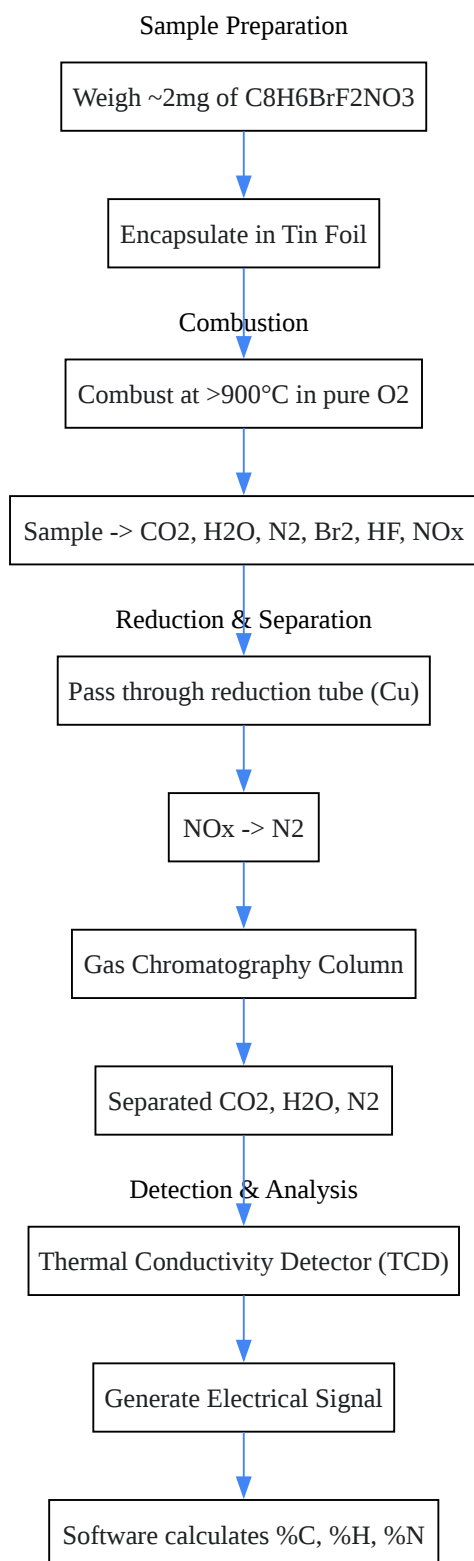 Sample Preparation
Weigh ~2mg of C8H6BrF2NO3
Encapsulate in Tin Foil
Combustion
Combust at >900°C in pure O2
Sample -> CO2, H2O, N2, Br2, HF, NOx
Reduction & Separation
Pass through reduction tube (Cu)
NOx -> N2
Gas Chromatography Column
Separated CO2, H2O, N2
Detection & Analysis
Thermal Conductivity Detector (TCD)
Generate Electrical Signal
Software calculates %C, %H, %N